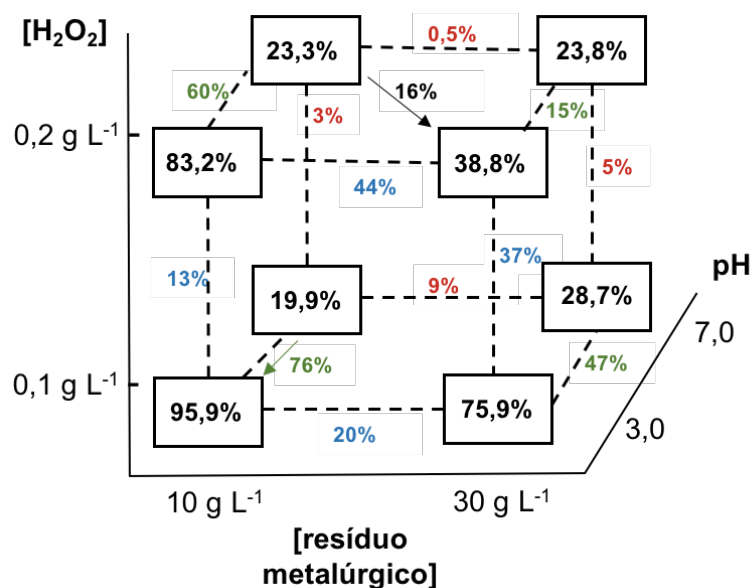 [H₂O₂]
23,3%
0,5%
23,8%
60%
3%
16%
15%
0,2 g L⁻¹
83,2%
38,8%
44%
5%
13%
37%
pH
19,9%
9%
28,7%
7,0
76%
47%
0,1 g L⁻¹
95,9%
75,9%
20%
3,0
10 g L⁻¹
30 g L⁻¹
[resíduo
metalúrgico]